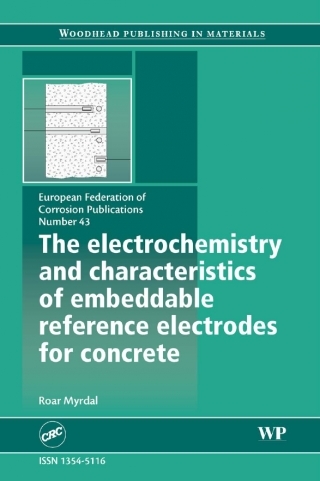 WOODHEAD PUBLISHING IN MATERIALS
European Federation of
Corrosion Publications
Number 43
The electrochemistry
and characteristics
of embeddable
reference electrodes
for concrete
Roar Myrdal
CRC
WP
ISSN 1354-5116